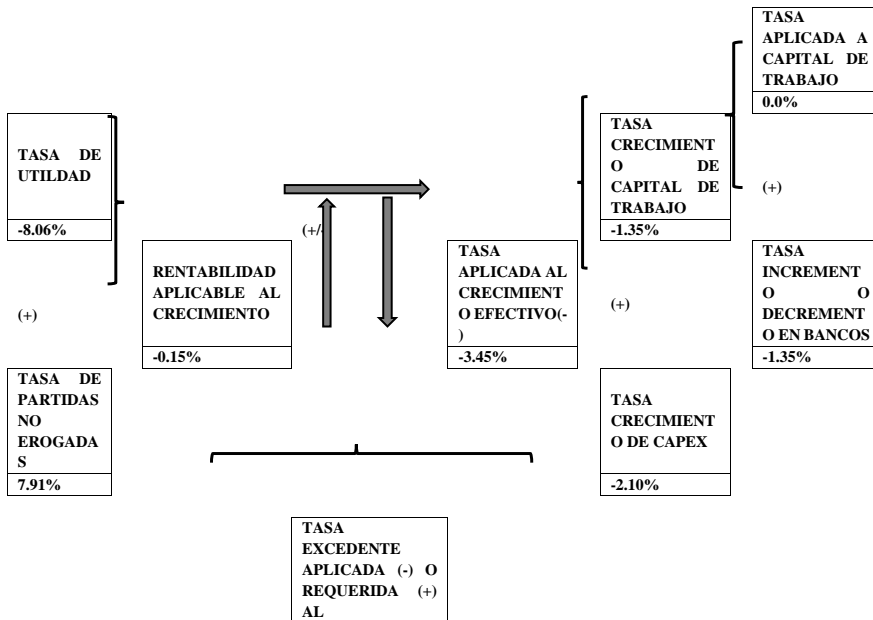 TASA
APLICADA A
CAPITAL DE
TRABAJO
0.0%
TASA DE
UTILDAD
-8.06%
TASA
CRECIMIENT
O DE
CAPITAL DE
TRABAJO
-1.35%
(+)
(+/-
RENTABILIDAD
APLICABLE AL
CRECIMIENTO
-0.15%
TASA
APLICADA AL
CRECIMIENT
O EFECTIVO(-
)
-3.45%
TASA
INCREMENT
O O
DECREMENT
O EN BANCOS
-1.35%
(+)
(+)
TASA DE
PARTIDAS
NO
EROGADA
S
7.91%
TASA
CRECIMIENT
O DE CAPEX
-2.10%
TASA
EXCEDENTE
APLICADA (-) O
REQUERIDA (+)
AL